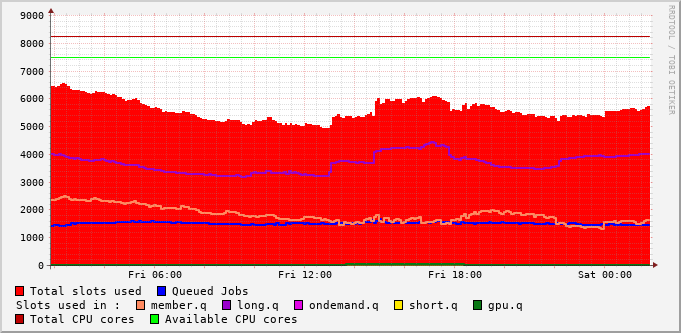 RRDTOOL / TOBI OETIKER
9000
8000
7000
6000
5000
4000
3000
2000
1000
0
Fri 06:00 Fri 12:00 Fri 18:00 Sat 00:00
Total slots used Queued Jobs
Slots used in : member.q long.q ondemand.q short.q gpu.q
Total CPU cores Available CPU cores